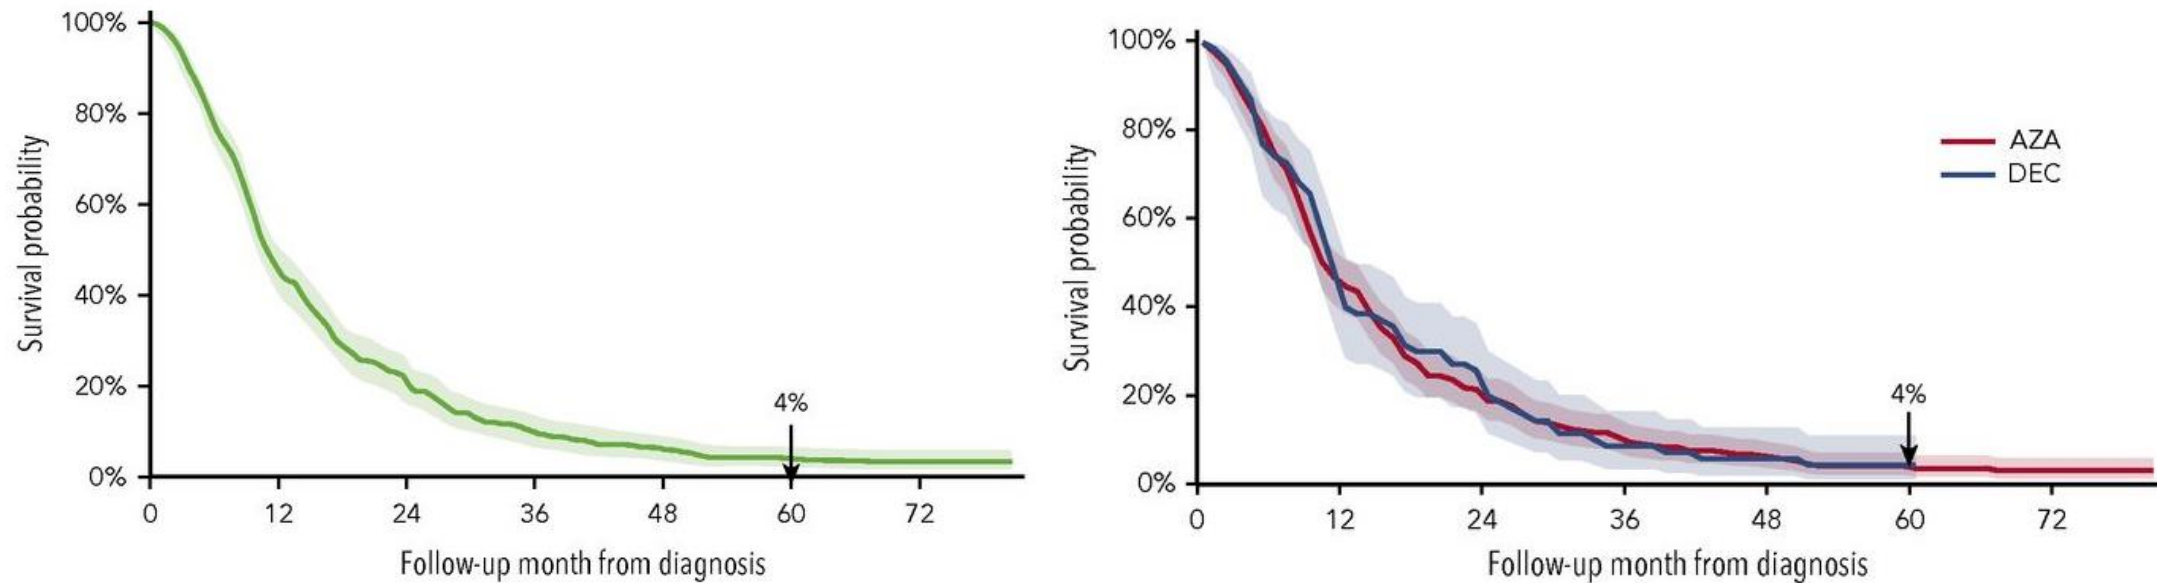 100%
80%
60%
40%
20%
0%
Survival probability
4%
0 12 24 36 48 60 72
Follow-up month from diagnosis
100%
80%
60%
40%
20%
0%
Survival probability
AZA
DEC
4%
0 12 24 36 48 60 72
Follow-up month from diagnosis